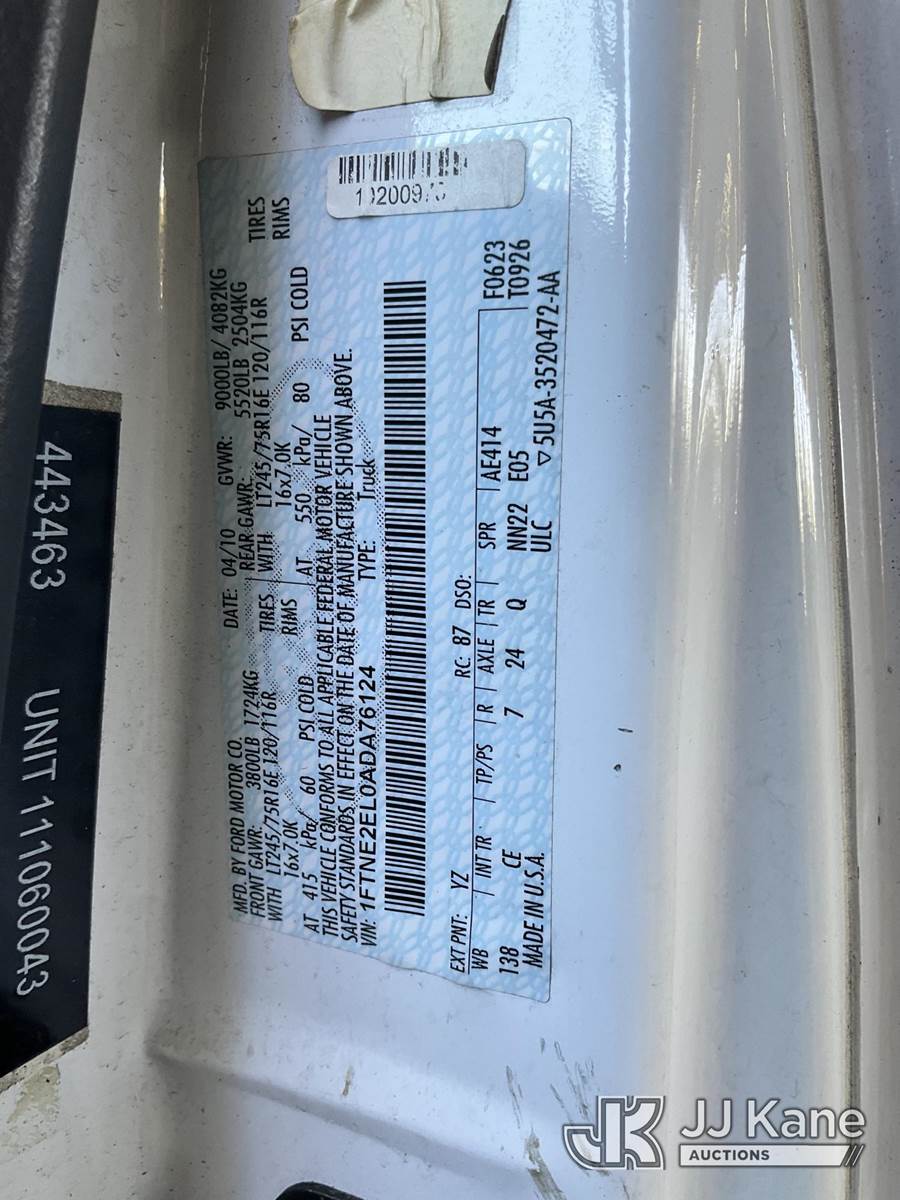 443463 UNIT 111060043
MFD. BY FORD MOTOR CO.
DATE: 04/10 GVWR: 9000LB/ 4082KG
FRONT GAWR: 3800LB 1724KG REAR GAWR: 5520LB 2504KG
WITH LT245/75R16E 120/116R TIRES WITH LT245/75R16E 120/116R TIRES
16x7.0K RIMS 16x7.0K RIMS
AT 415 kPa/ 60 PSI COLD AT 550 kPa/ 80 PSI COLD
THIS VEHICLE CONFORMS TO ALL APPLICABLE FEDERAL MOTOR VEHICLE
SAFETY STANDARDS IN EFFECT ON THE DATE OF MANUFACTURE SHOWN ABOVE.
VIN: 1FTNE2EL0ADA76124 TYPE: Truck
EXT PNT: YZ RC: 87 DSO:
WB INT TR TP/PS R AXLE TR SPR AE414 F0623
138 CE 7 24 Q NN22 E05 T0926
MADE IN U.S.A. ULC ▽5U5A-3520472-AA
JK JJ Kane
AUCTIONS